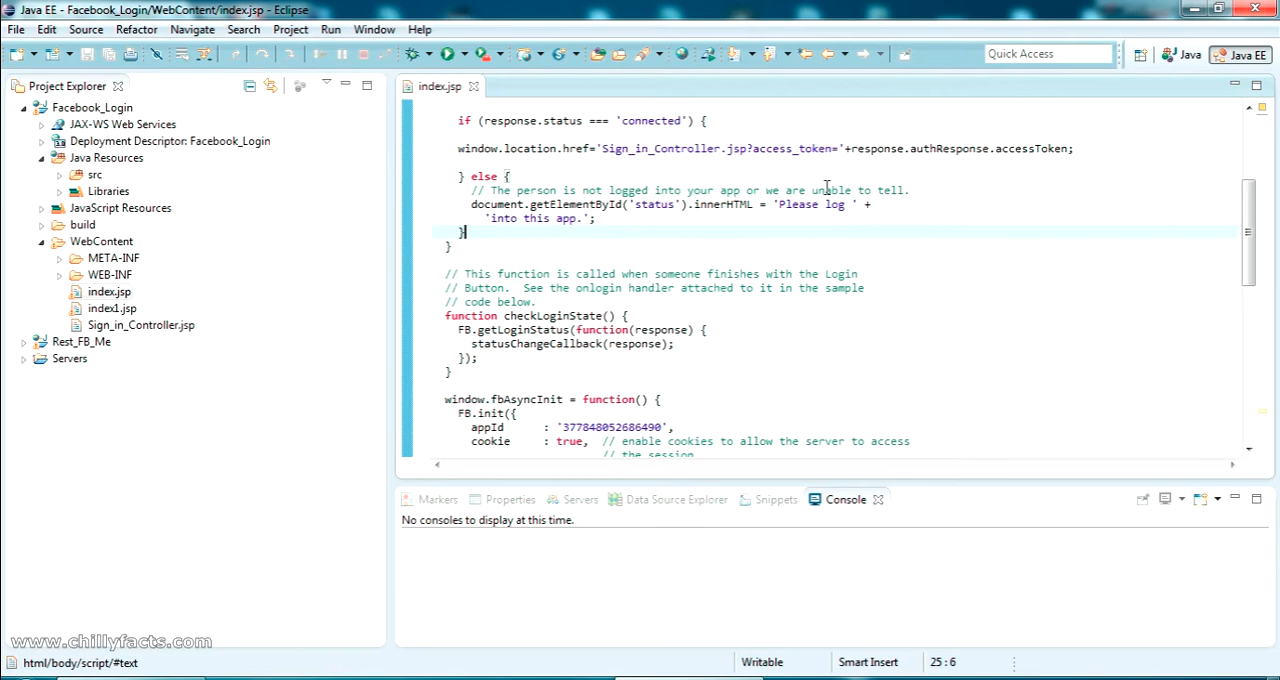 Java EE - Facebook_Login/WebContent/index.jsp - Eclipse
File Edit Source Refactor Navigate Search Project Run Window Help
Quick Access
Java
Java EE
Project Explorer
Facebook_Login
JAX-WS Web Services
Deployment Descriptor: Facebook_Login
Java Resources
src
Libraries
JavaScript Resources
build
WebContent
META-INF
WEB-INF
index.jsp
index1.jsp
Sign_in_Controller.jsp
Rest_FB_Me
Servers
index.jsp
if (response.status === 'connected') {
window.location.href='Sign_in_Controller.jsp?access_token='+response.authResponse.accessToken;
} else {
// The person is not logged into your app or we are unable to tell.
document.getElementById('status').innerHTML = 'Please log ' +
'into this app.';
}
}
// This function is called when someone finishes with the Login
// Button.  See the onlogin handler attached to it in the sample
// code below.
function checkLoginState() {
FB.getLoginStatus(function(response) {
statusChangeCallback(response);
});
}
window.fbAsyncInit = function() {
FB.init({
appId      : '377848052686490',
cookie     : true,  // enable cookies to allow the server to access
// the session
Markers Properties Servers Data Source Explorer Snippets Console
No consoles to display at this time.
www.chillyfacts.com
html/body/script/#text
Writable
Smart Insert
25 : 6